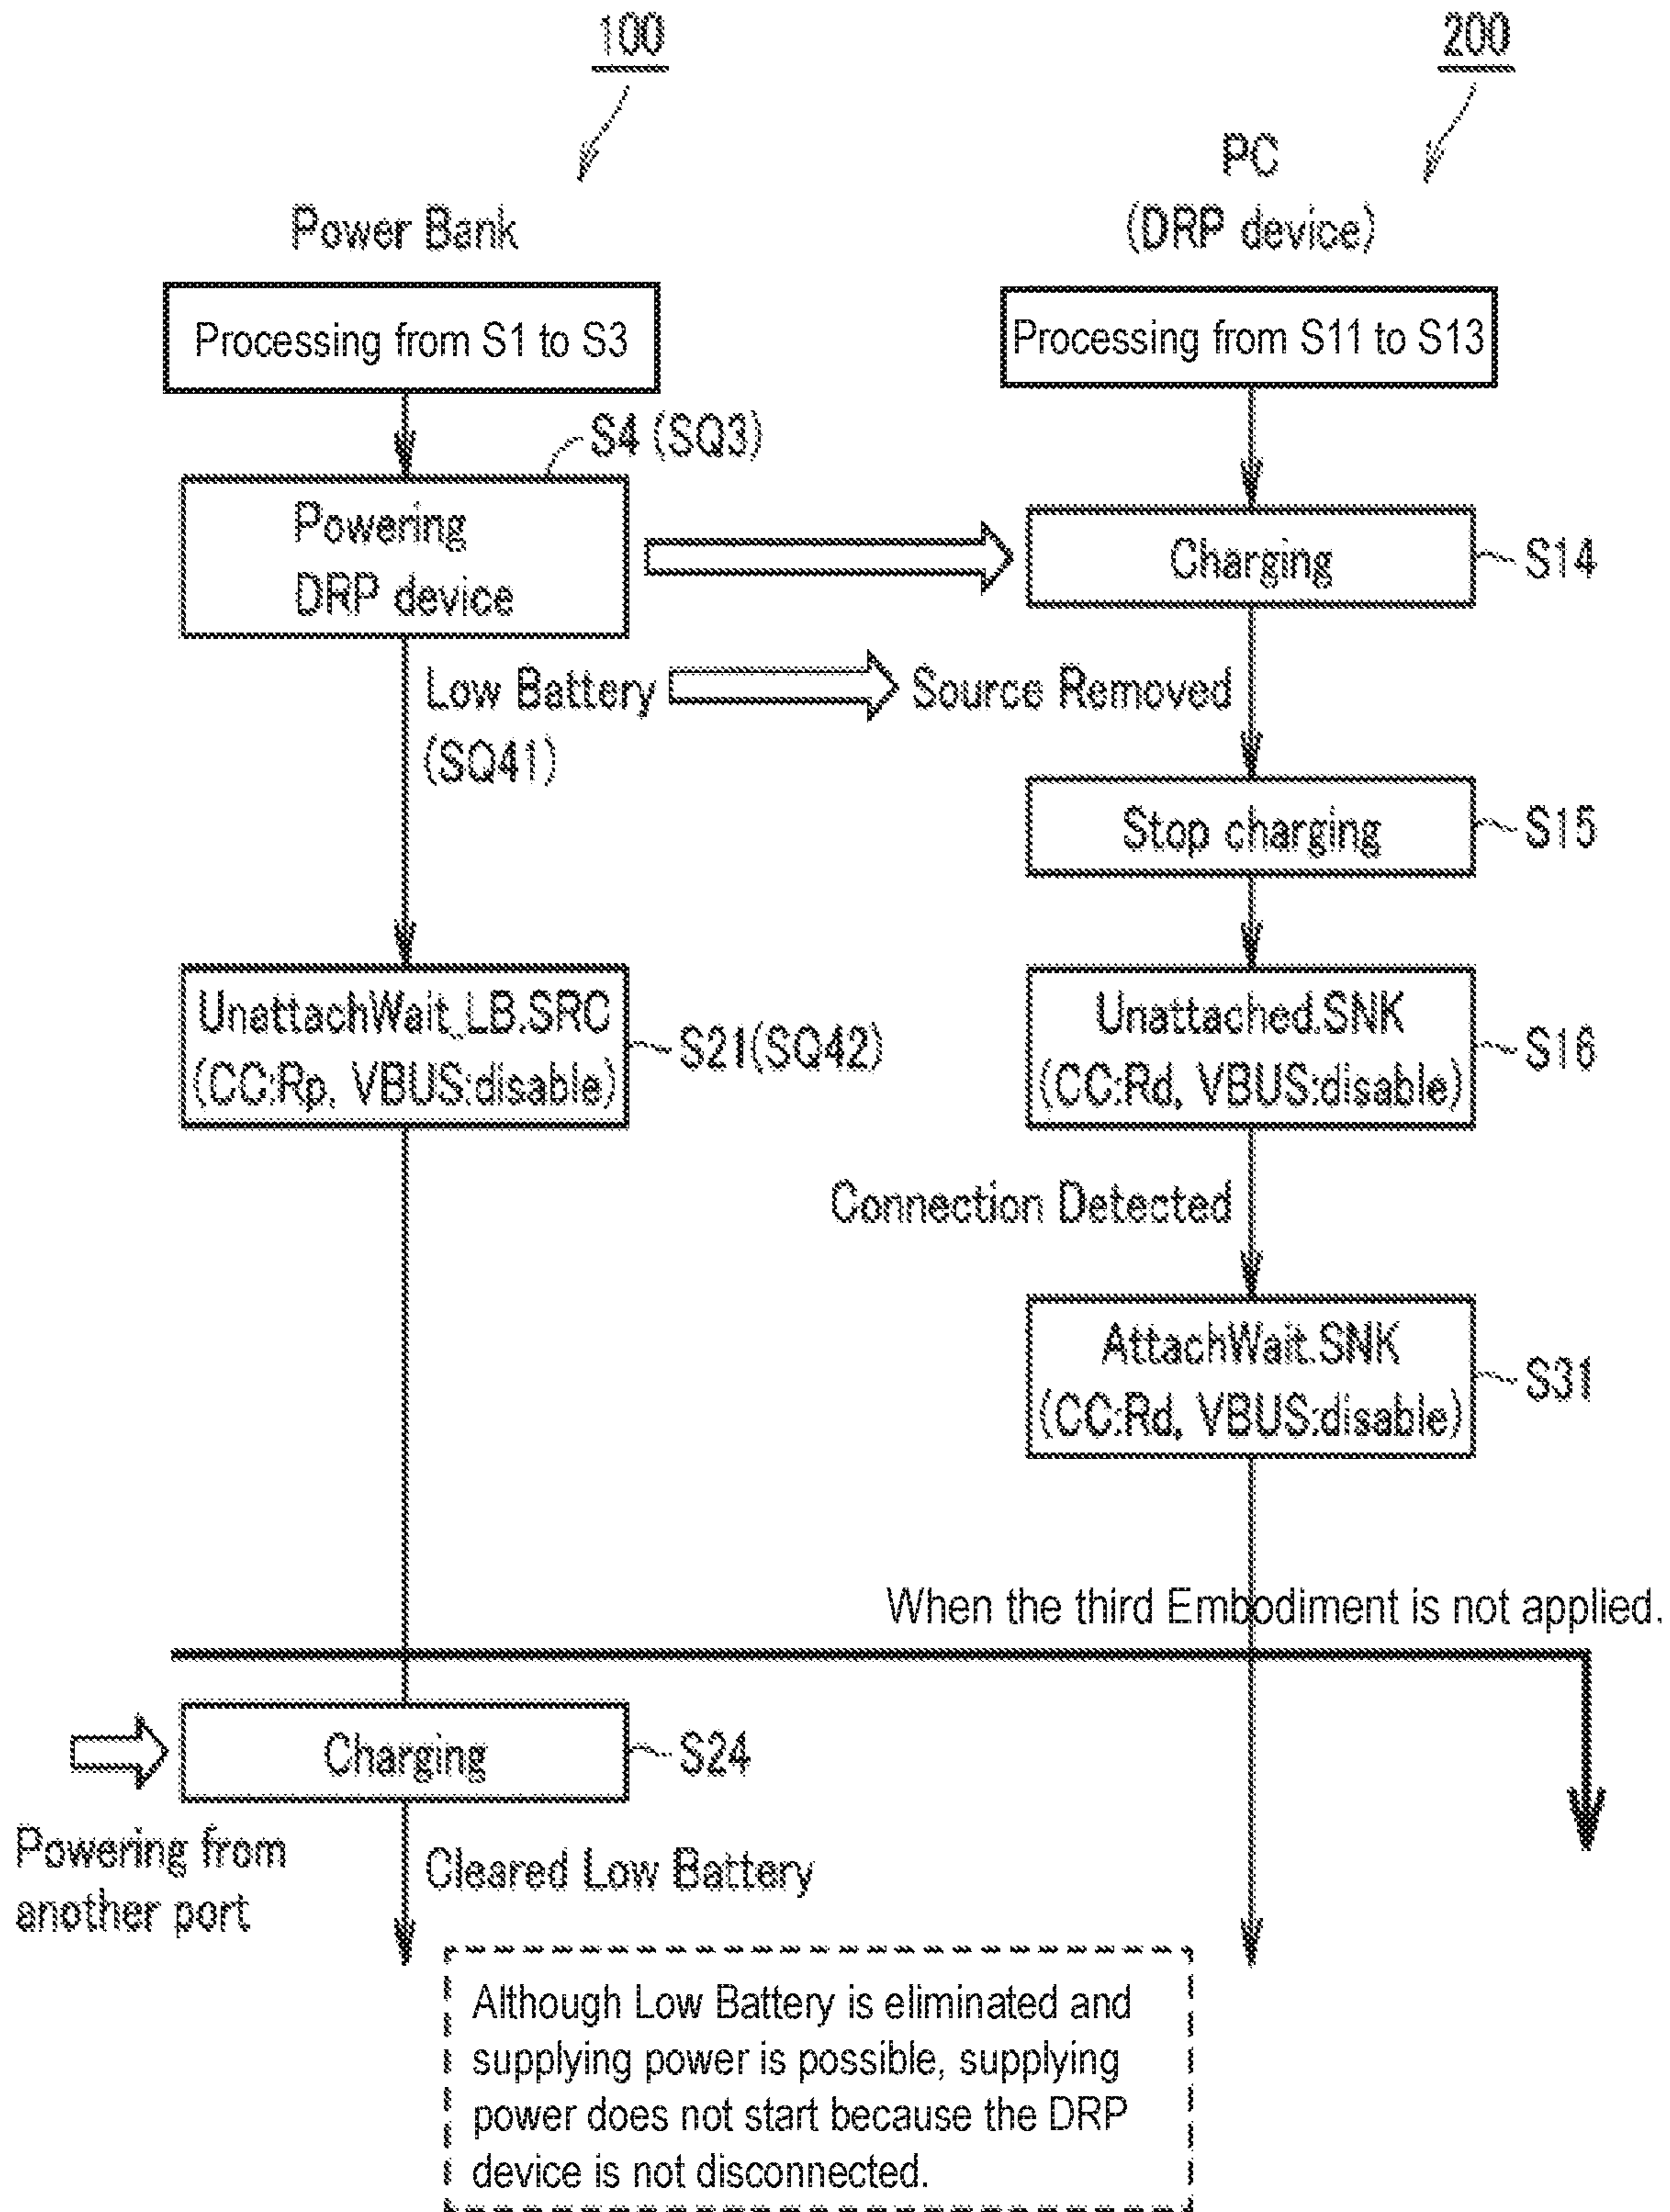 100
200
Power Bank
PC
(DRP device)
Processing from S1 to S3
Processing from S11 to S13
S4 (SQ3)
Powering
DRP device
Charging
S14
Low Battery
(SQ41)
Source Removed
Stop charging
S15
UnattachWait_LB.SRC
(CC:Rp, VBUS:disable)
S21(SQ42)
Unattached.SNK
(CC:Rd, VBUS:disable)
S16
Connection Detected
AttachWait.SNK
(CC:Rd, VBUS:disable)
S31
When the third Embodiment is not applied.
Charging
S24
Powering from
another port
Cleared Low Battery
Although Low Battery is eliminated and
supplying power is possible, supplying
power does not start because the DRP
device is not disconnected.